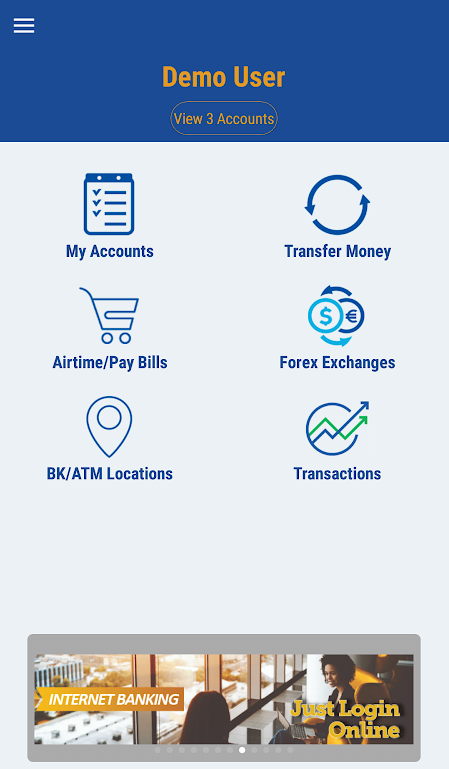 Demo User
View 3 Accounts
My Accounts
Transfer Money
Airtime/Pay Bills
Forex Exchanges
BK/ATM Locations
Transactions
INTERNET BANKING
Just Login
Online